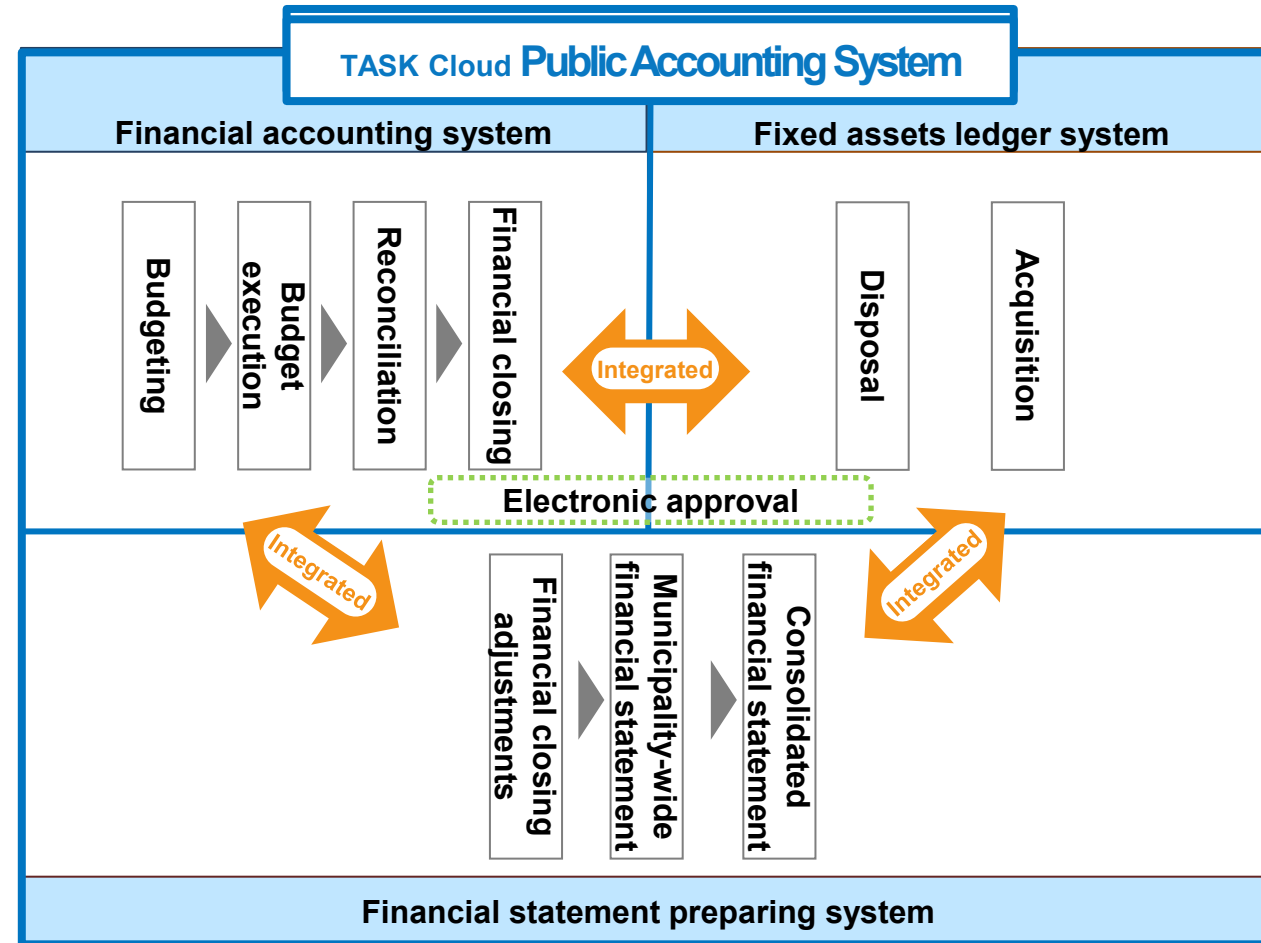 TASK Cloud Public Accounting System
Financial accounting system
Fixed assets ledger system
Budgeting
Budget
execution
Reconciliation
Financial closing
Integrated
Disposal
Acquisition
Electronic approval
Integrated
Integrated
Financial closing
adjustments
Municipality-wide
financial statement
Consolidated
financial statement
Financial statement preparing system